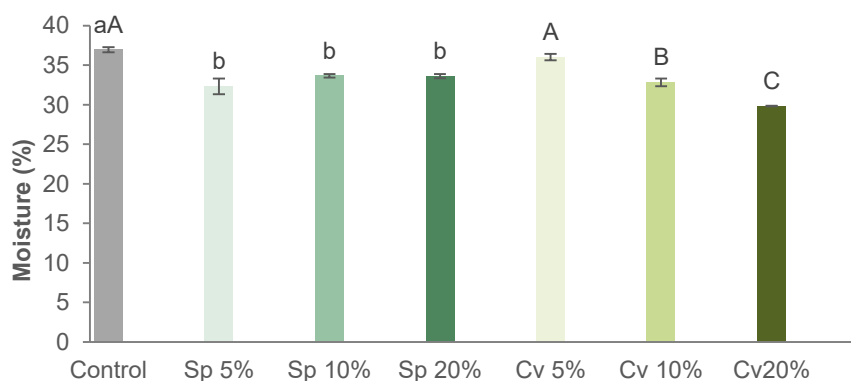 Moisture (%)
40
35
30
25
20
15
10
5
0
aA
b
b
b
A
B
C
Control
Sp 5%
Sp 10%
Sp 20%
Cv 5%
Cv 10%
Cv20%